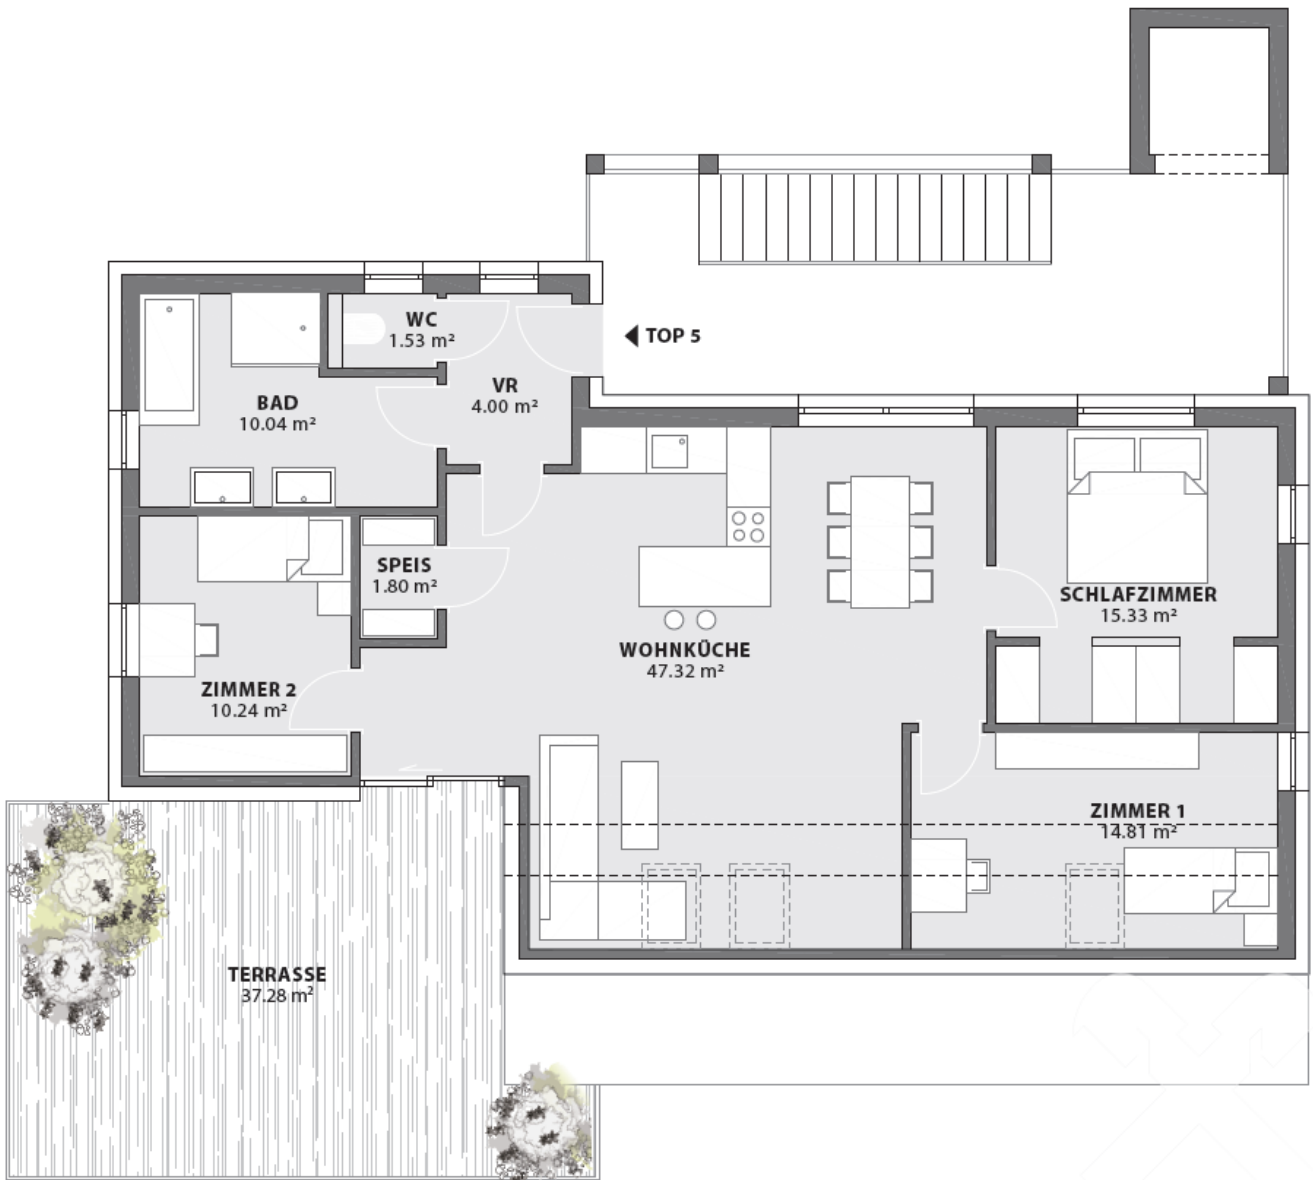 WC
1.53 m²
TOP 5
VR
4.00 m²
BAD
10.04 m²
SPEIS
1.80 m²
SCHLAFZIMMER
15.33 m²
WOHNKÜCHE
47.32 m²
ZIMMER 2
10.24 m²
ZIMMER 1
14.81 m²
TERRASSE
37.28 m²